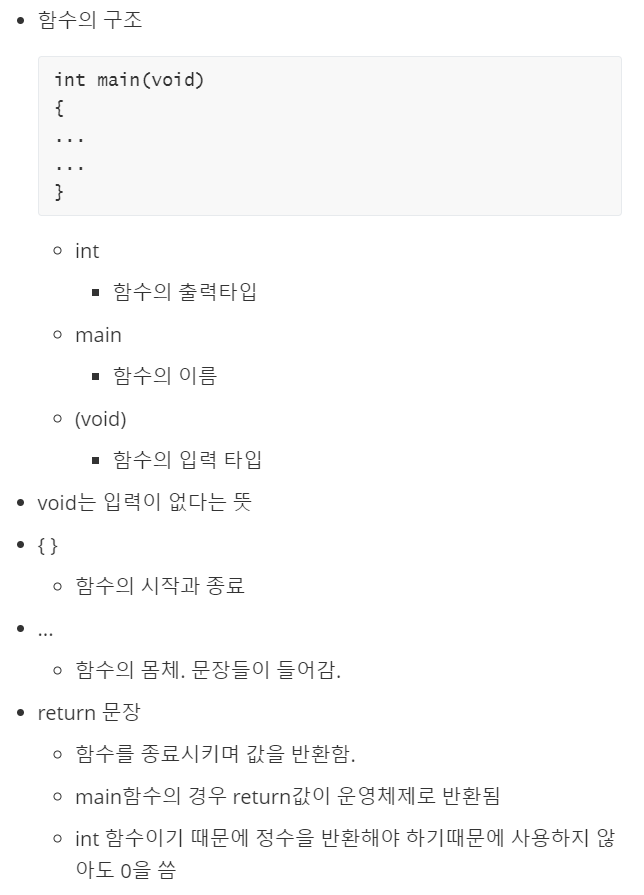 함수의 구조
int main(void)
{
...
...
}
int
함수의 출력타입
main
함수의 이름
(void)
함수의 입력 타입
void는 입력이 없다는 뜻
{ }
함수의 시작과 종료
...
함수의 몸체. 문장들이 들어감.
return 문장
함수를 종료시키며 값을 반환함.
main함수의 경우 return값이 운영체제로 반환됨
int 함수이기 때문에 정수을 반환해야 하기때문에 사용하지 않
아도 0을 씀